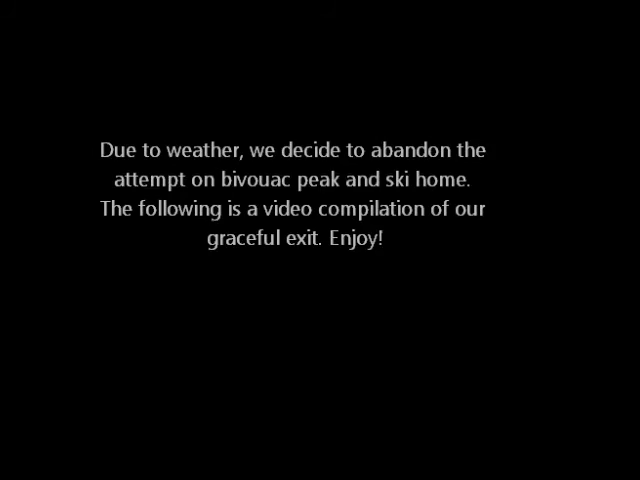 Due to weather, we decide to abandon the
attempt on bivouac peak and ski home.
The following is a video compilation of our
graceful exit. Enjoy!